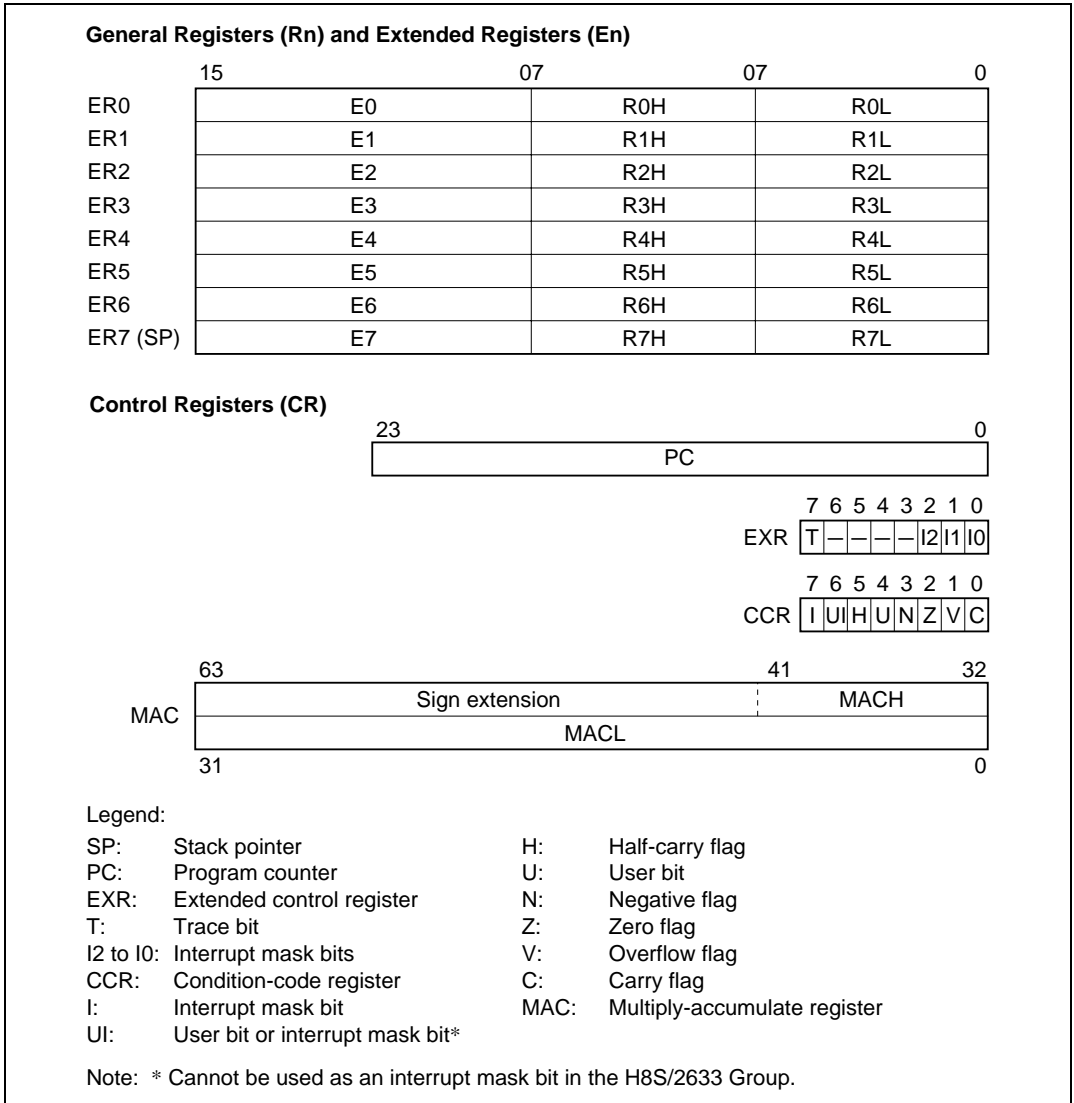 General Registers (Rn) and Extended Registers (En)
15 07 07 0
ER0 E0 R0H R0L
ER1 E1 R1H R1L
ER2 E2 R2H R2L
ER3 E3 R3H R3L
ER4 E4 R4H R4L
ER5 E5 R5H R5L
ER6 E6 R6H R6L
ER7 (SP) E7 R7H R7L
Control Registers (CR)
23 0
PC
7 6 5 4 3 2 1 0
EXR T — — — — I2 I1 I0
7 6 5 4 3 2 1 0
CCR I UI H U N Z V C
63 41 32
Sign extension MACH
MAC
MACL
31 0
Legend:
SP: Stack pointer H: Half-carry flag
PC: Program counter U: User bit
EXR: Extended control register N: Negative flag
T: Trace bit Z: Zero flag
I2 to I0: Interrupt mask bits V: Overflow flag
CCR: Condition-code register C: Carry flag
I: Interrupt mask bit MAC: Multiply-accumulate register
UI: User bit or interrupt mask bit*
Note: * Cannot be used as an interrupt mask bit in the H8S/2633 Group.